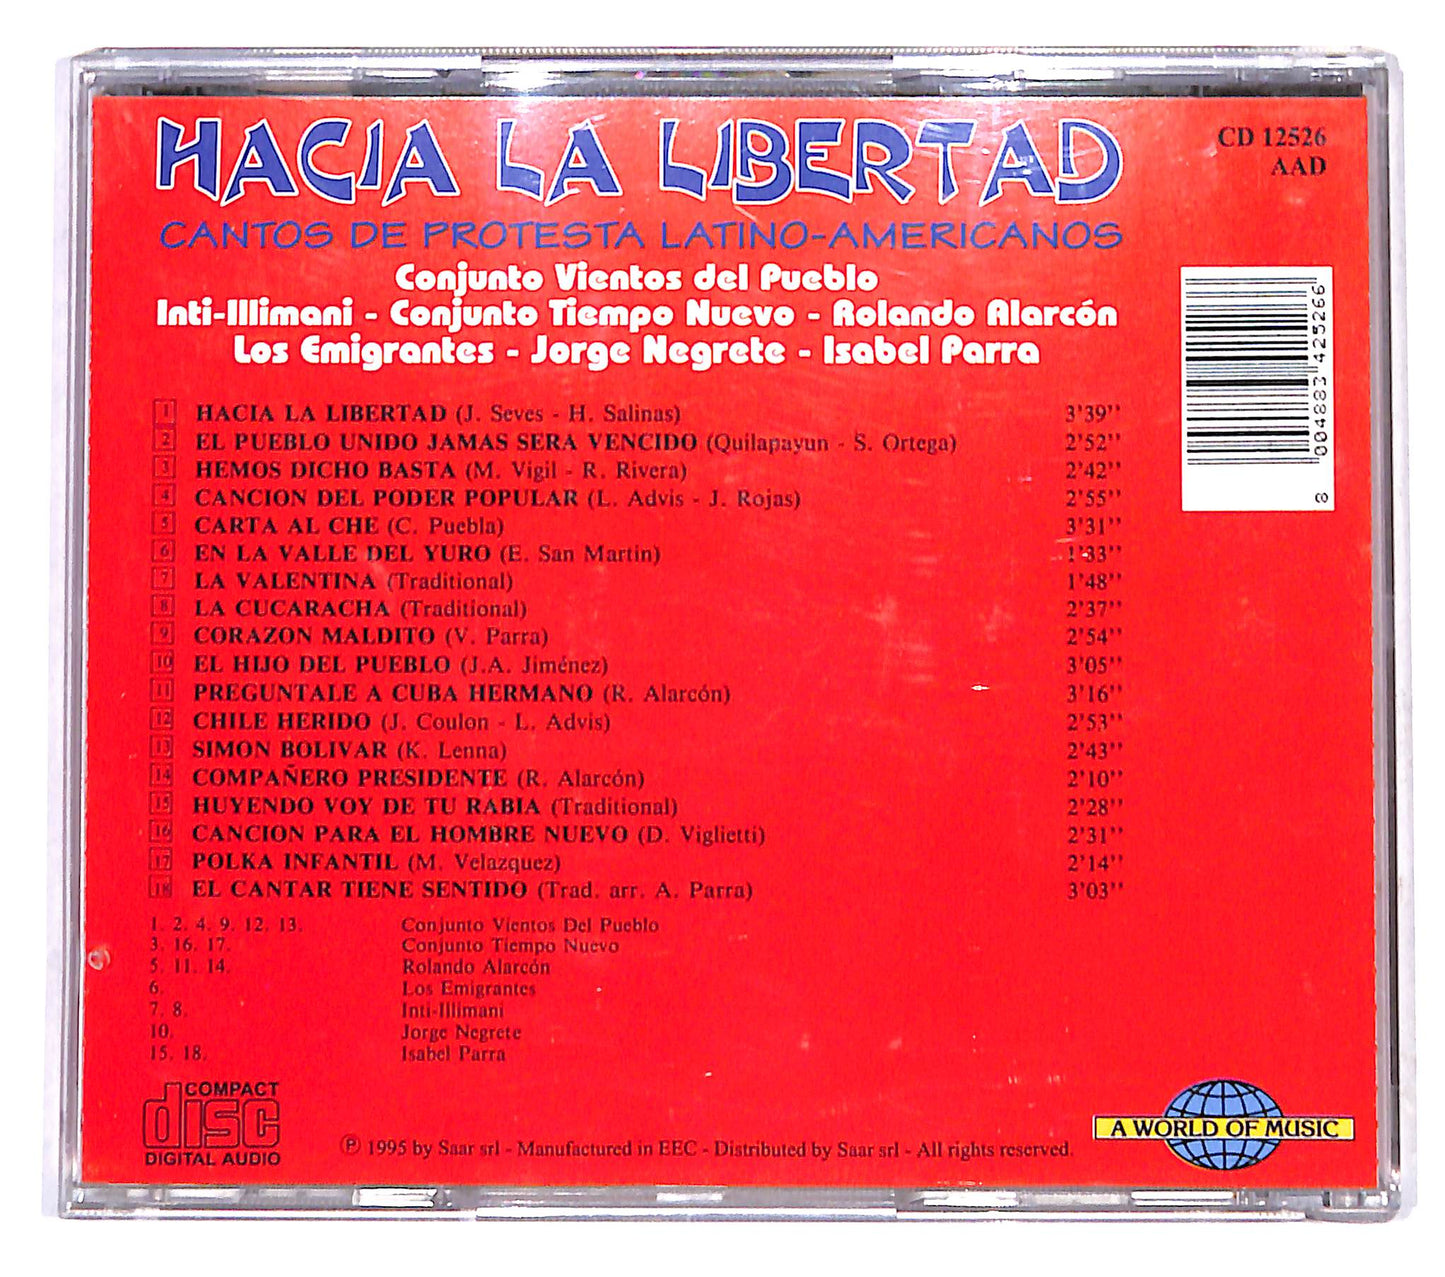 HACIA LA LIBERTAD
CD 12526
AAD
CANTOS DE PROTESTA LATINO-AMERICANOS
Conjunto Vientos del Pueblo
Inti-Illimani - Conjunto Tiempo Nuevo - Rolando Alarcón
Los Emigrantes - Jorge Negrete - Isabel Parra
8 004883 425266
1 HACIA LA LIBERTAD (J. Seves - H. Salinas) 3'39''
2 EL PUEBLO UNIDO JAMAS SERA VENCIDO (Quilapayun - S. Ortega) 2'52''
3 HEMOS DICHO BASTA (M. Vigil - R. Rivera) 2'42''
4 CANCION DEL PODER POPULAR (L. Advis - J. Rojas) 2'55''
5 CARTA AL CHE (C. Puebla) 3'31''
6 EN LA VALLE DEL YURO (E. San Martin) 1'33''
7 LA VALENTINA (Traditional) 1'48''
8 LA CUCARACHA (Traditional) 2'37''
9 CORAZON MALDITO (V. Parra) 2'54''
10 EL HIJO DEL PUEBLO (J.A. Jiménez) 3'05''
11 PREGUNTALE A CUBA HERMANO (R. Alarcón) 3'16''
12 CHILE HERIDO (J. Coulon - L. Advis) 2'53''
13 SIMON BOLIVAR (K. Lenna) 2'43''
14 COMPAÑERO PRESIDENTE (R. Alarcón) 2'10''
15 HUYENDO VOY DE TU RABIA (Traditional) 2'28''
16 CANCION PARA EL HOMBRE NUEVO (D. Viglietti) 2'31''
17 POLKA INFANTIL (M. Velazquez) 2'14''
18 EL CANTAR TIENE SENTIDO (Trad. arr. A. Parra) 3'03''
1. 2. 4. 9. 12. 13. Conjunto Vientos Del Pueblo
3. 16. 17. Conjunto Tiempo Nuevo
5. 11. 14. Rolando Alarcón
6. Los Emigrantes
7. 8. Inti-Illimani
10. Jorge Negrete
15. 18. Isabel Parra
COMPACT
disc
DIGITAL AUDIO
℗ 1995 by Saar srl - Manufactured in EEC - Distributed by Saar srl - All rights reserved.
A WORLD OF MUSIC